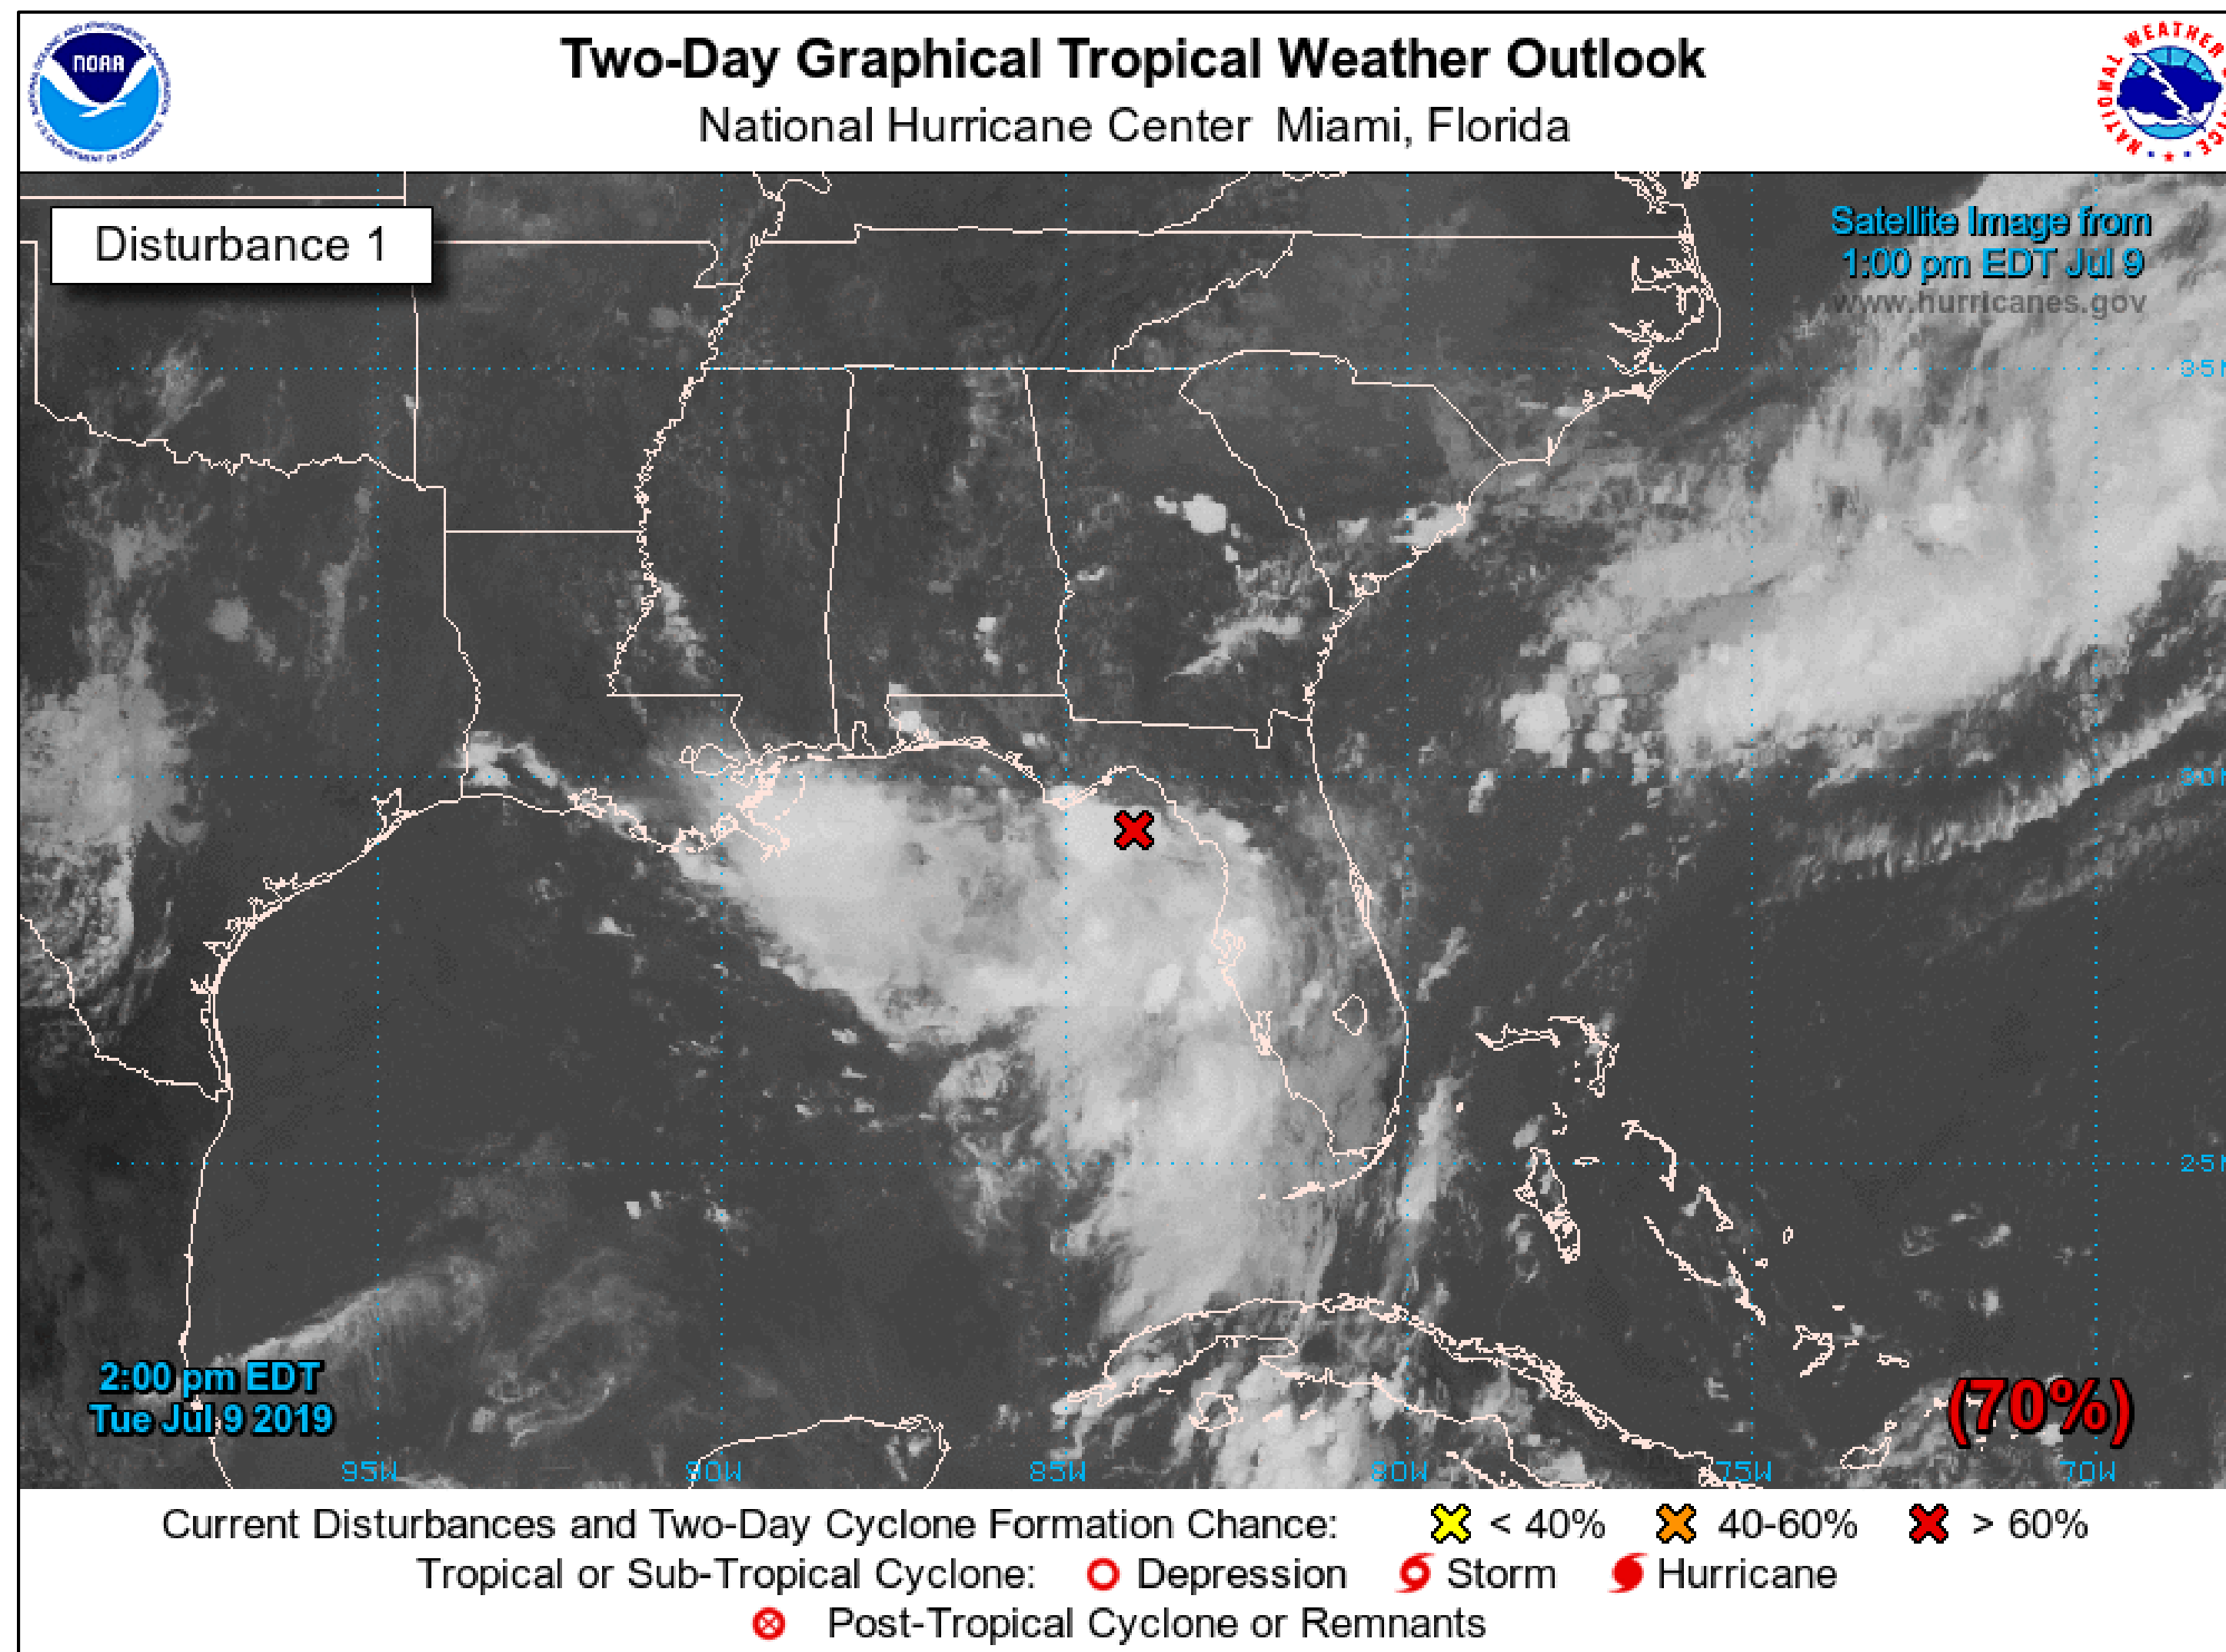 NOAA
Two-Day Graphical Tropical Weather Outlook
National Hurricane Center Miami, Florida
NATIONAL WEATHER
Disturbance 1
Satellite Image from
1:00 pm EDT Jul 9
www.hurricanes.gov
35N
30N
25N
2:00 pm EDT
Tue Jul 9 2019
(70%)
95W 90W 85W 80W 75W 70W
Current Disturbances and Two-Day Cyclone Formation Chance: < 40% 40-60% > 60%
Tropical or Sub-Tropical Cyclone: Depression Storm Hurricane
Post-Tropical Cyclone or Remnants